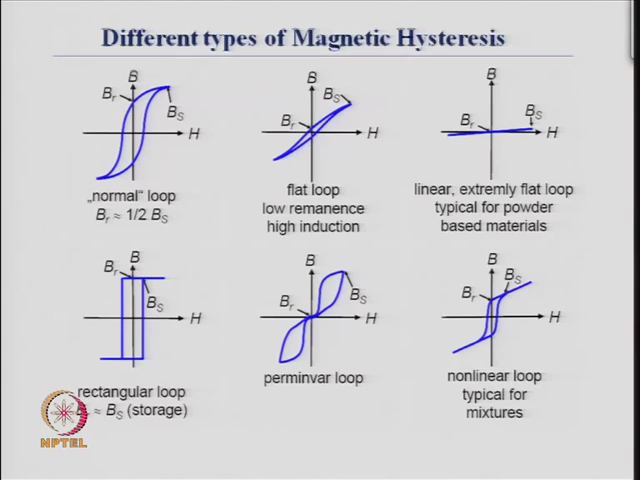 Different types of Magnetic Hysteresis
B
Br
BS
H
„normal“ loop
Br ≈ 1/2 BS
B
Br
BS
H
flat loop
low remanence
high induction
B
Br
BS
H
linear, extremly flat loop
typical for powder
based materials
B
Br
BS
H
rectangular loop
≈ BS (storage)
B
Br
BS
H
perminvar loop
B
Br
BS
H
nonlinear loop
typical for
mixtures
NPTEL